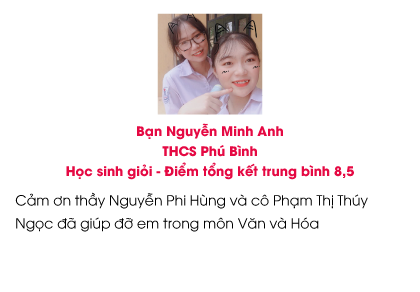 Bạn Nguyễn Minh Anh
THCS Phú Bình
Học sinh giỏi - Điểm tổng kết trung bình 8,5
Cảm ơn thầy Nguyễn Phi Hùng và cô Phạm Thị Thúy
Ngọc đã giúp đỡ em trong môn Văn và Hóa